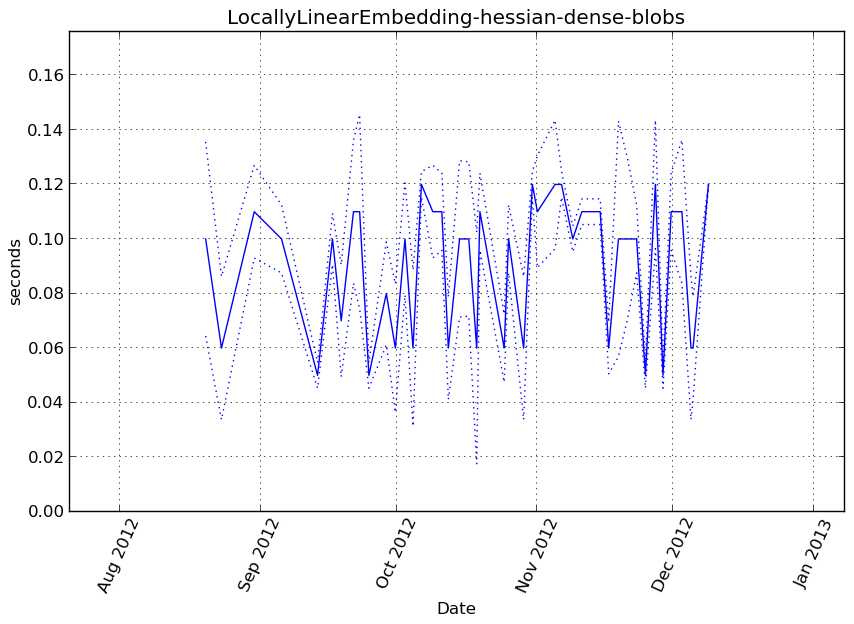 LocallyLinearEmbedding-hessian-dense-blobs
0.16
0.14
0.12
0.10
0.08
0.06
0.04
0.02
0.00
seconds
Aug 2012
Sep 2012
Oct 2012
Nov 2012
Dec 2012
Jan 2013
Date